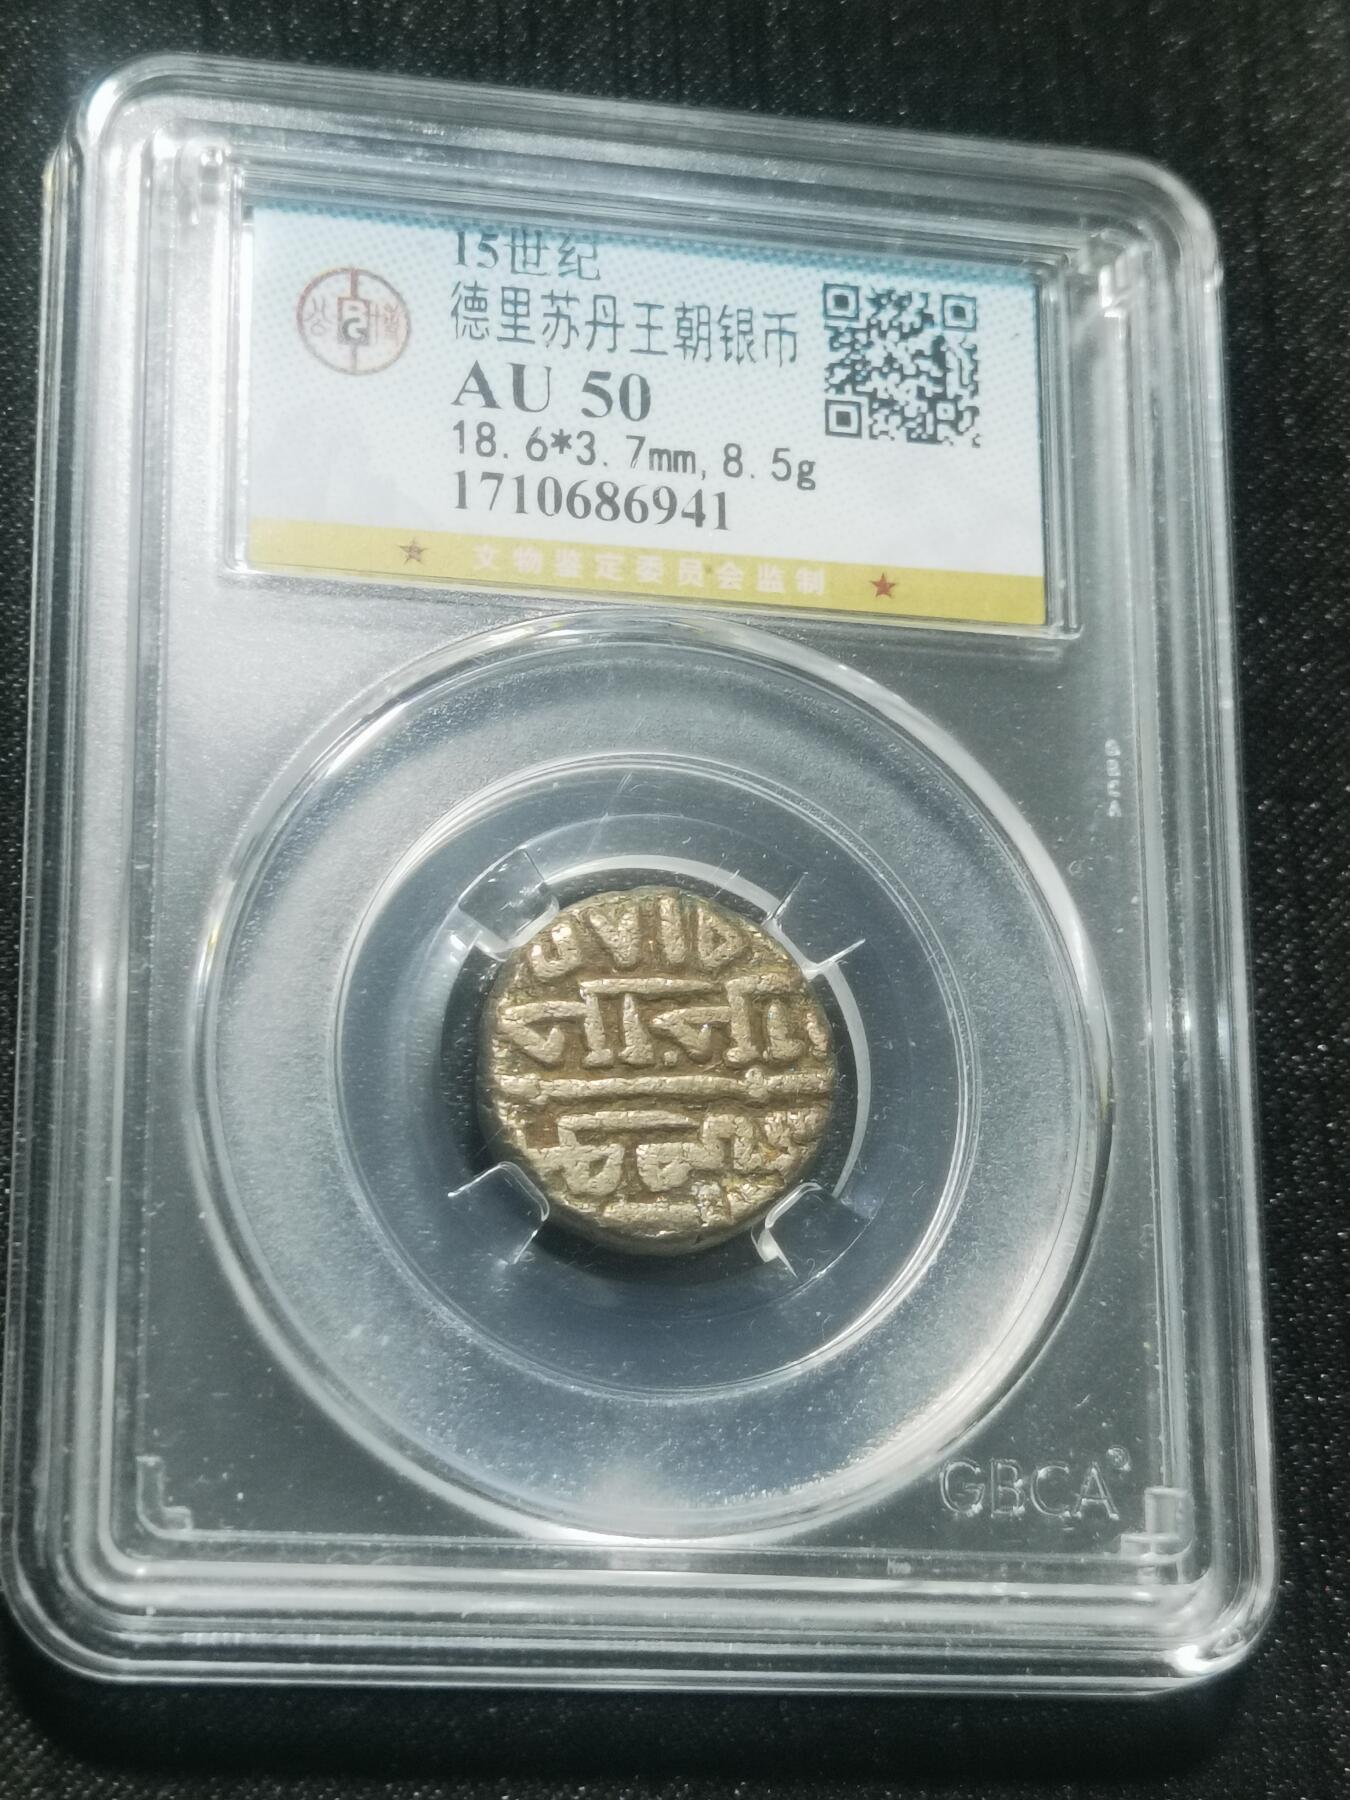 15世纪
德里苏丹王朝银币
AU 50
18.6*3.7mm,8.5g
1710686941
文物鉴定委员会监制
GBCA
GBCA®